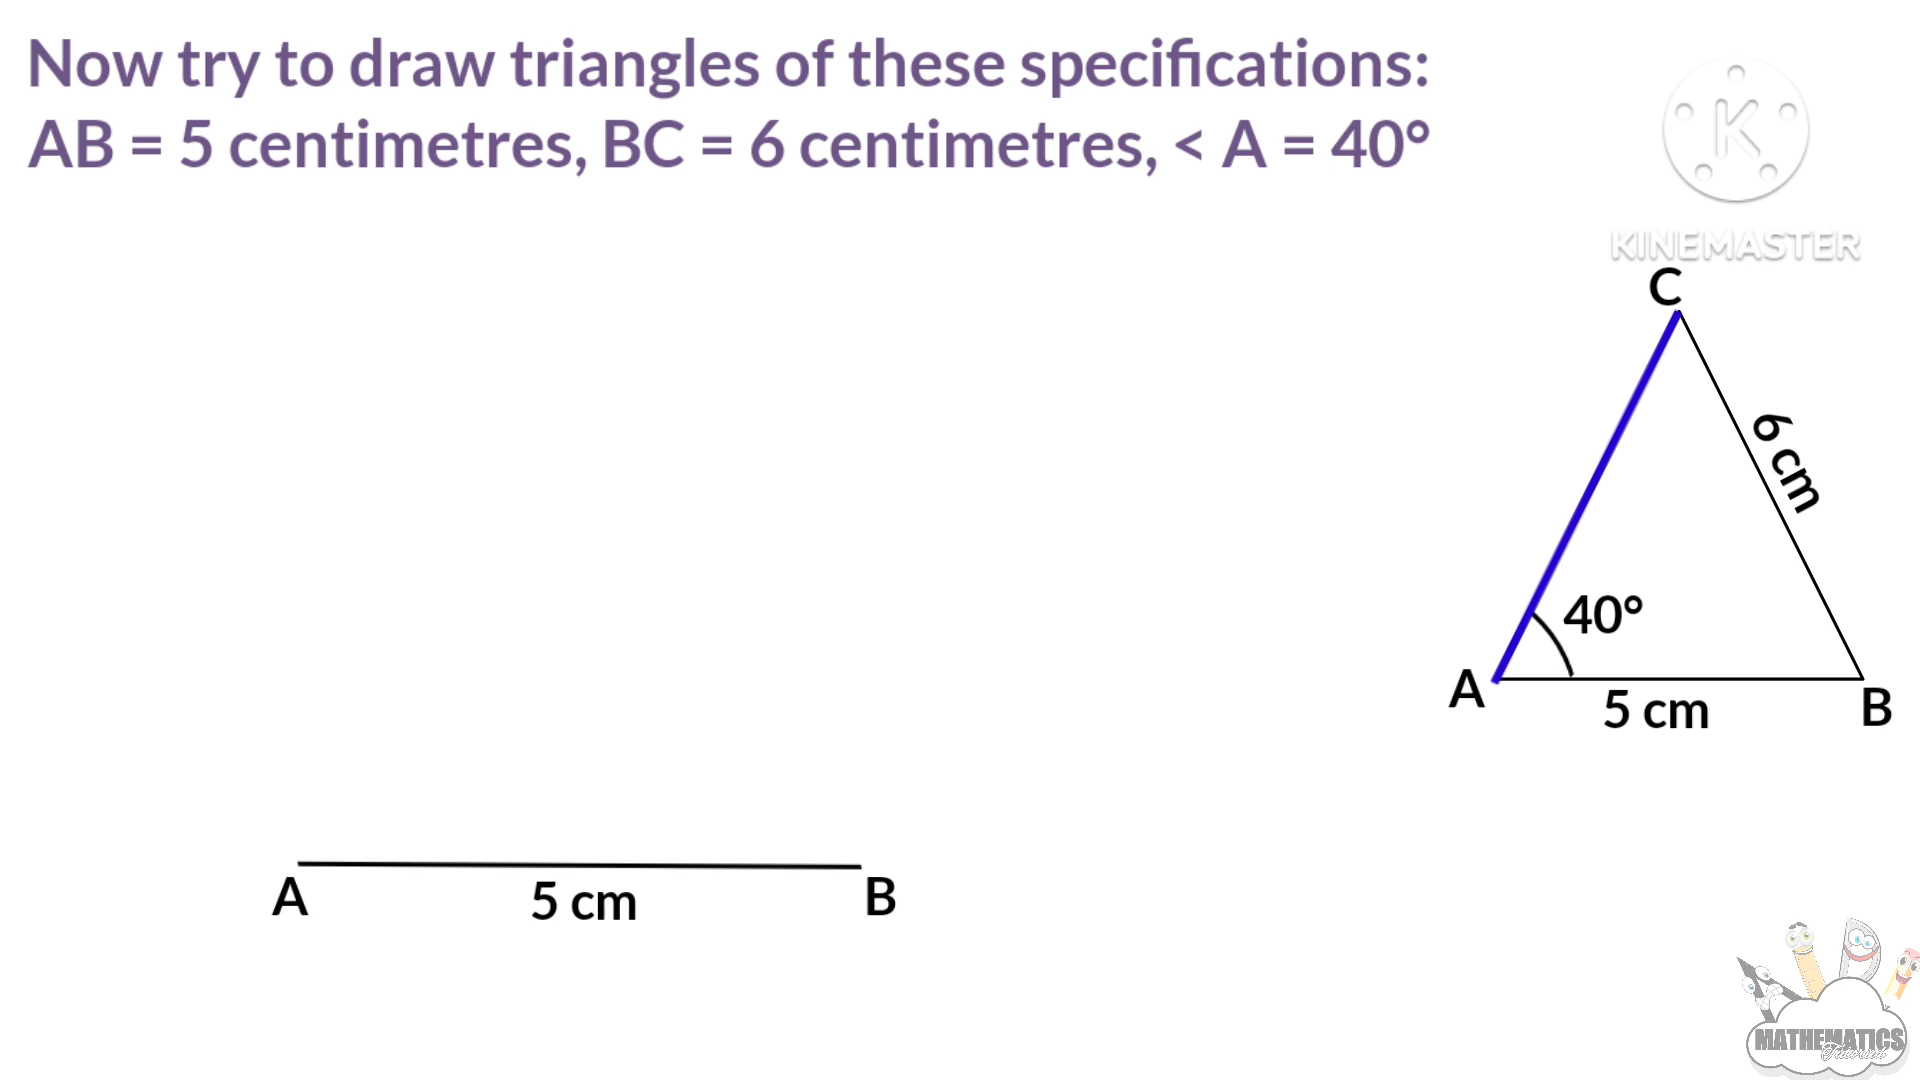 Now try to draw triangles of these specifications:
AB = 5 centimetres, BC = 6 centimetres, < A = 40°
K
KINEMASTER
C
6 cm
40°
A
5 cm
B
A
5 cm
B
MATHEMATICS
Tutorial